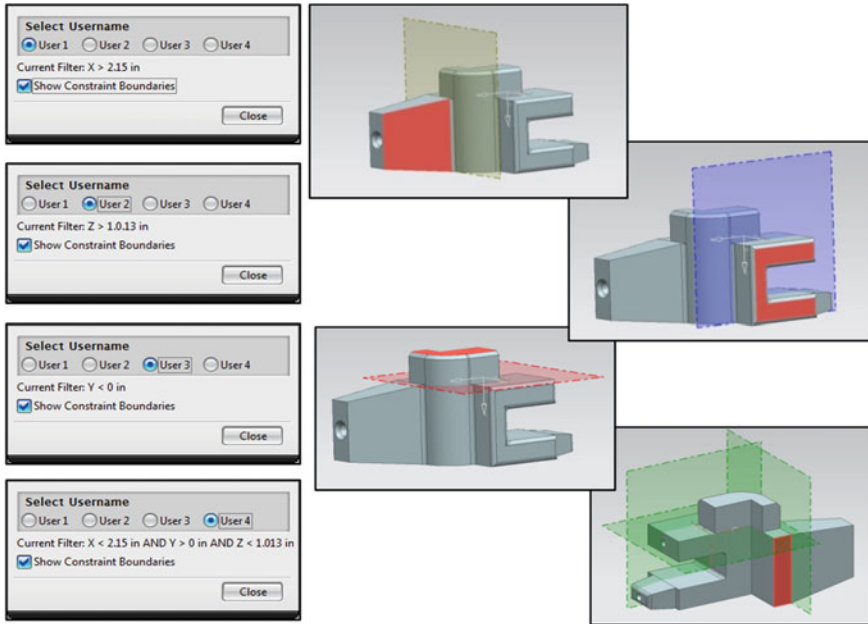 Select Username
User 1 User 2 User 3 User 4
Current Filter: X > 2.15 in
Show Constraint Boundaries
Close
Select Username
User 1 User 2 User 3 User 4
Current Filter: Z > 1.0.13 in
Show Constraint Boundaries
Close
Select Username
User 1 User 2 User 3 User 4
Current Filter: Y < 0 in
Show Constraint Boundaries
Close
Select Username
User 1 User 2 User 3 User 4
Current Filter: X < 2.15 in AND Y > 0 in AND Z < 1.013 in
Show Constraint Boundaries
Close